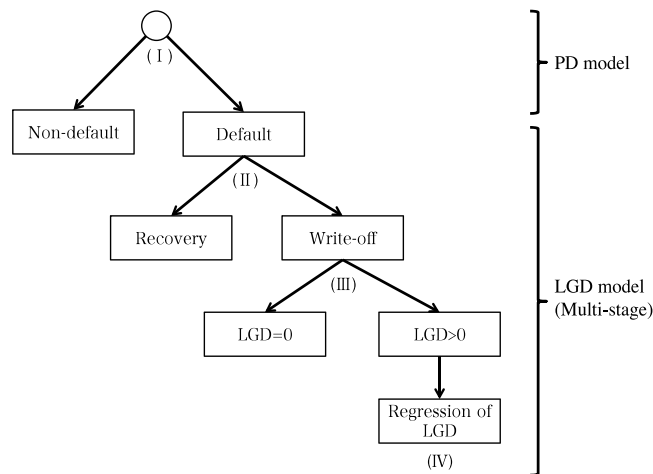 (I)
PD model
Non-default
Default
(II)
Recovery
Write-off
(III)
LGD model
(Multi-stage)
LGD=0
LGD>0
Regression of
LGD
(IV)